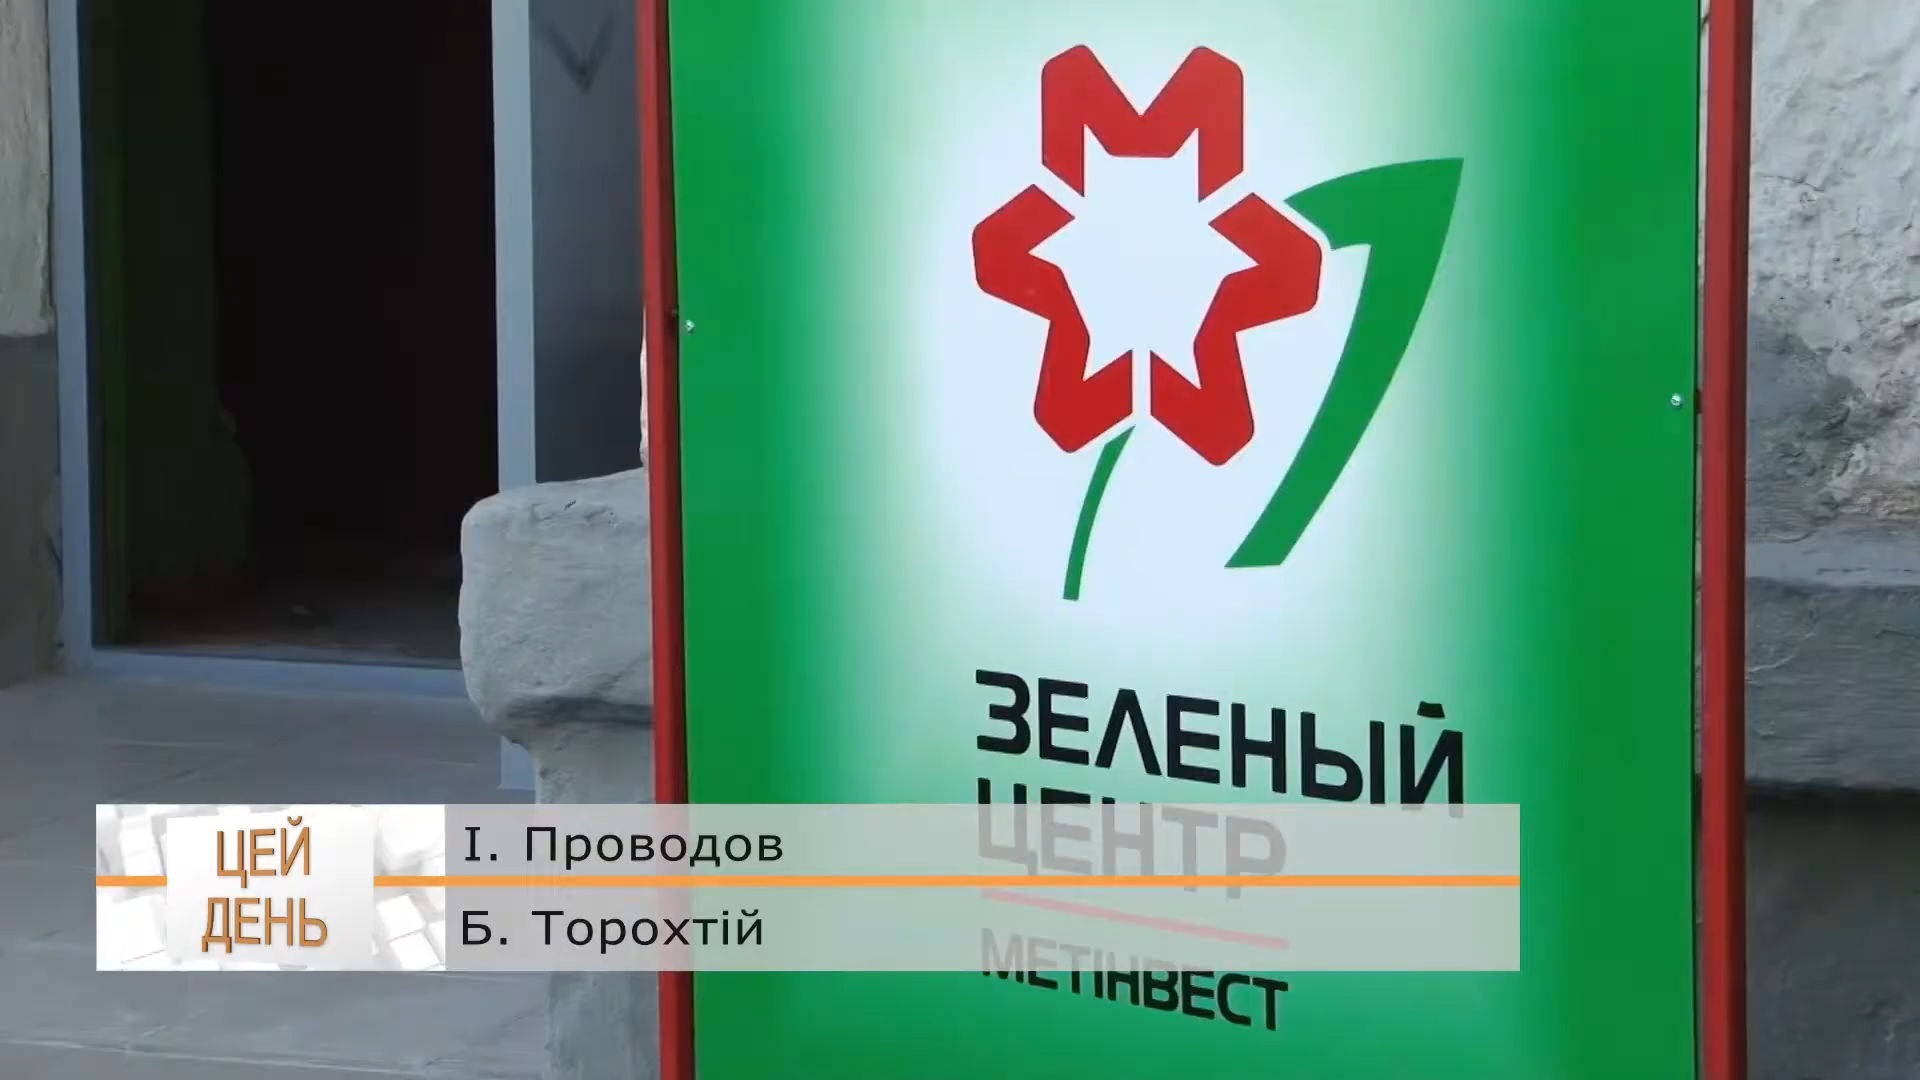 ЗЕЛЕНЫЙ
ЦЕНТР
МЕТІНВЕСТ
ЦЕЙ
ДЕНЬ
І. Проводов
Б. Торохтій